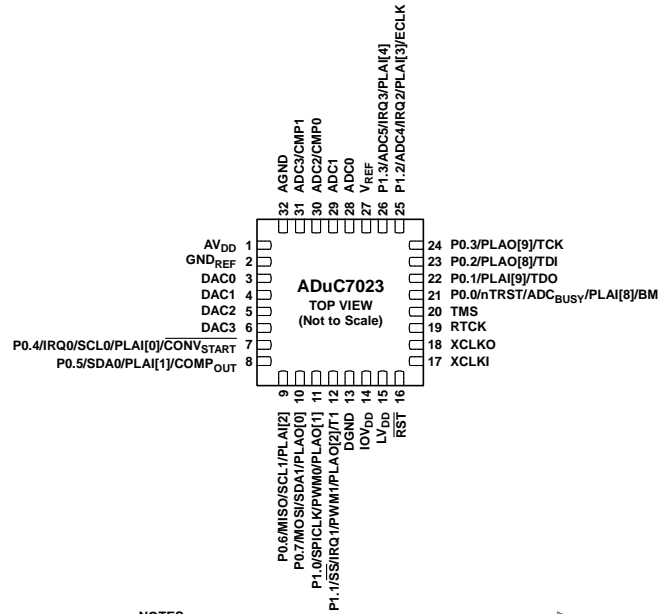 P1.3/ADC5/IRQ3/PLAI[4]
P1.2/ADC4/IRQ2/PLAI[3]/ECLK
AGND
ADC3/CMP1
ADC2/CMP0
ADC1
ADC0
VREF
32 31 30 29 28 27 26 25
AVDD 1
GNDREF 2
DAC0 3
DAC1 4
DAC2 5
DAC3 6
P0.4/IRQ0/SCL0/PLAI[0]/CONVSTART 7
P0.5/SDA0/PLAI[1]/COMPOUT 8
ADuC7023
TOP VIEW
(Not to Scale)
24 P0.3/PLAO[9]/TCK
23 P0.2/PLAO[8]/TDI
22 P0.1/PLAI[9]/TDO
21 P0.0/nTRST/ADCBUSY/PLAI[8]/BM
20 TMS
19 RTCK
18 XCLKO
17 XCLKI
9 10 11 12 13 14 15 16
P0.6/MISO/SCL1/PLAI[2]
P0.7/MOSI/SDA1/PLAO[0]
P1.0/SPICLK/PWM0/PLAO[1]
P1.1/SS/IRQ1/PWM1/PLAO[2]/T1
DGND
IOVDD
LVDD
RST